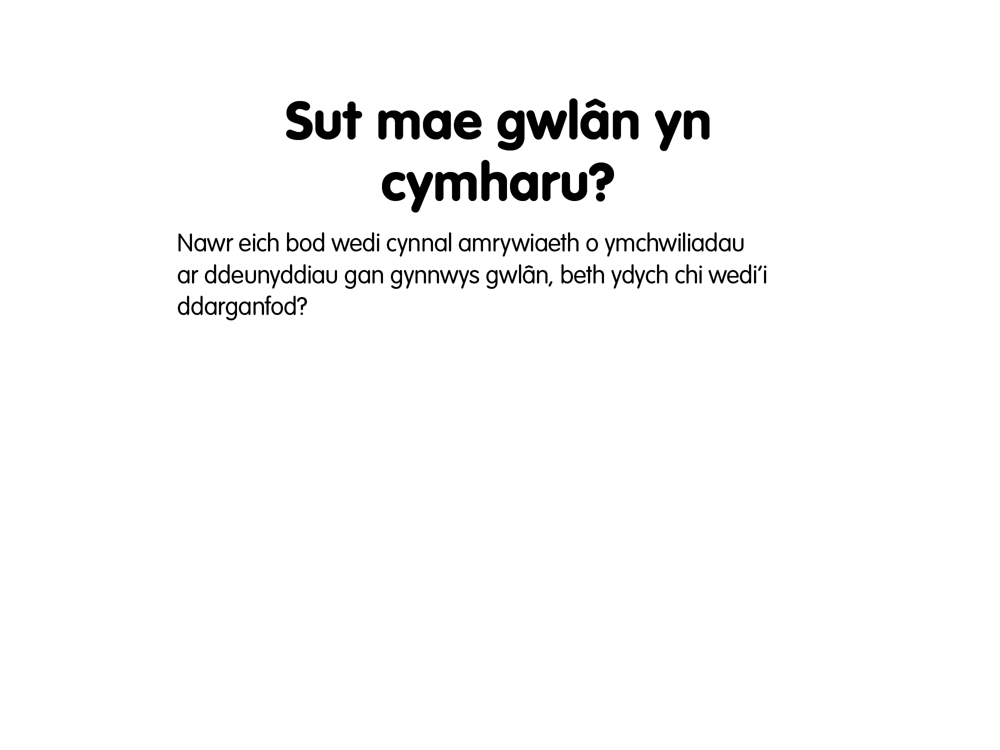 Sut mae gwlân yn
cymharu?
Nawr eich bod wedi cynnal amrywiaeth o ymchwiliadau
ar ddeunyddiau gan gynnwys gwlân, beth ydych chi wedi’i
ddarganfod?